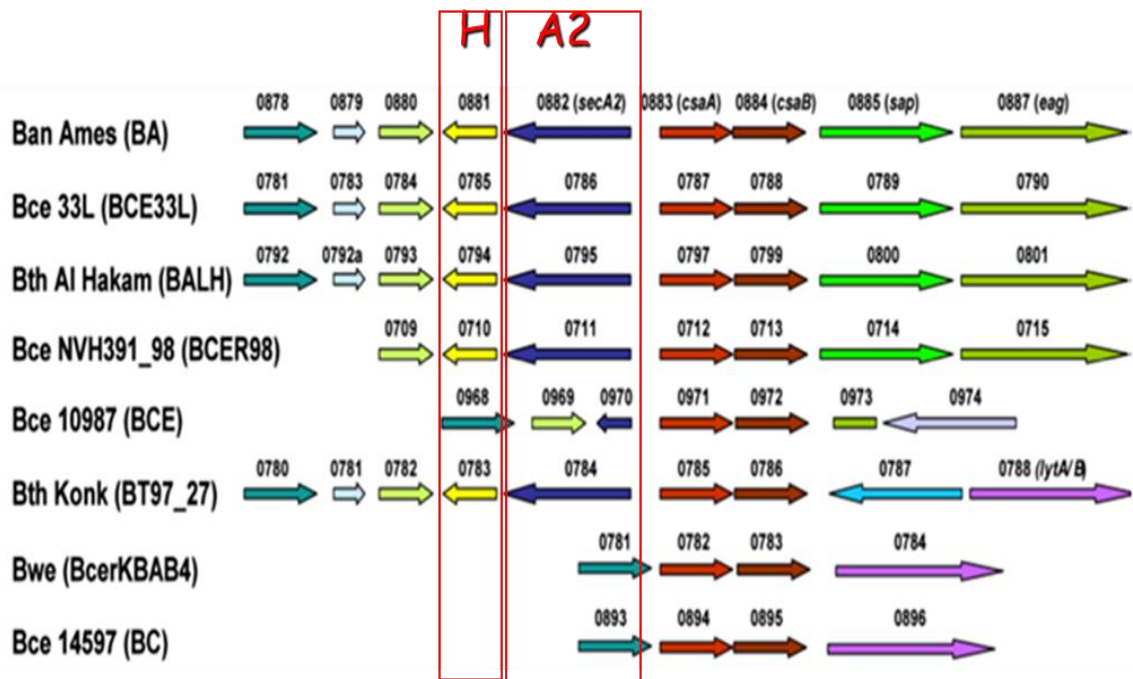 H A2
0878 0879 0880 0881 0882 (secA2) 0883 (csaA) 0884 (csaB) 0885 (sap) 0887 (eag)
Ban Ames (BA)
0781 0783 0784 0785 0786 0787 0788 0789 0790
Bce 33L (BCE33L)
0792 0792a 0793 0794 0795 0797 0799 0800 0801
Bth Al Hakam (BALH)
0709 0710 0711 0712 0713 0714 0715
Bce NVH391_98 (BCER98)
0968 0969 0970 0971 0972 0973 0974
Bce 10987 (BCE)
0780 0781 0782 0783 0784 0785 0786 0787 0788 (lytA/B)
Bth Konk (BT97_27)
0781 0782 0783 0784
Bwe (BcerKBAB4)
0893 0894 0895 0896
Bce 14597 (BC)